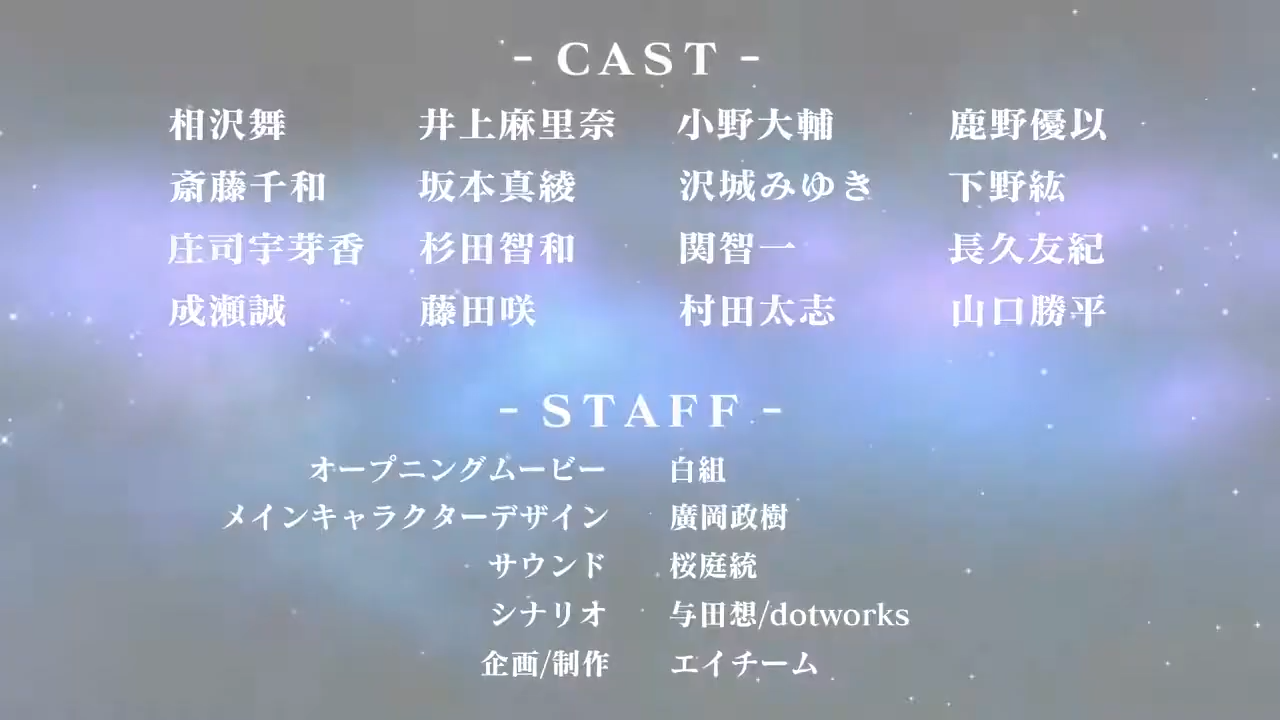 - CAST -
相沢舞 井上麻里奈 小野大輔 鹿野優以
斎藤千和 坂本真綾 沢城みゆき 下野紘
庄司宇芽香 杉田智和 関智一 長久友紀
成瀬誠 藤田咲 村田太志 山口勝平
- STAFF -
オープニングムービー 白組
メインキャラクターデザイン 廣岡政樹
サウンド 桜庭統
シナリオ 与田想/dotworks
企画/制作 エイチーム